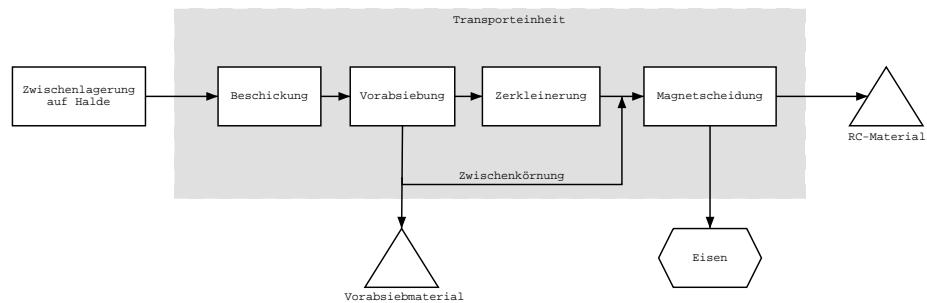 Transporteinheit
Zwischenlagerung
auf Halde
Beschickung
Vorabsiebung
Zerkleinerung
Magnetscheidung
RC-Material
Zwischenkörnung
Eisen
Vorabsiebmaterial